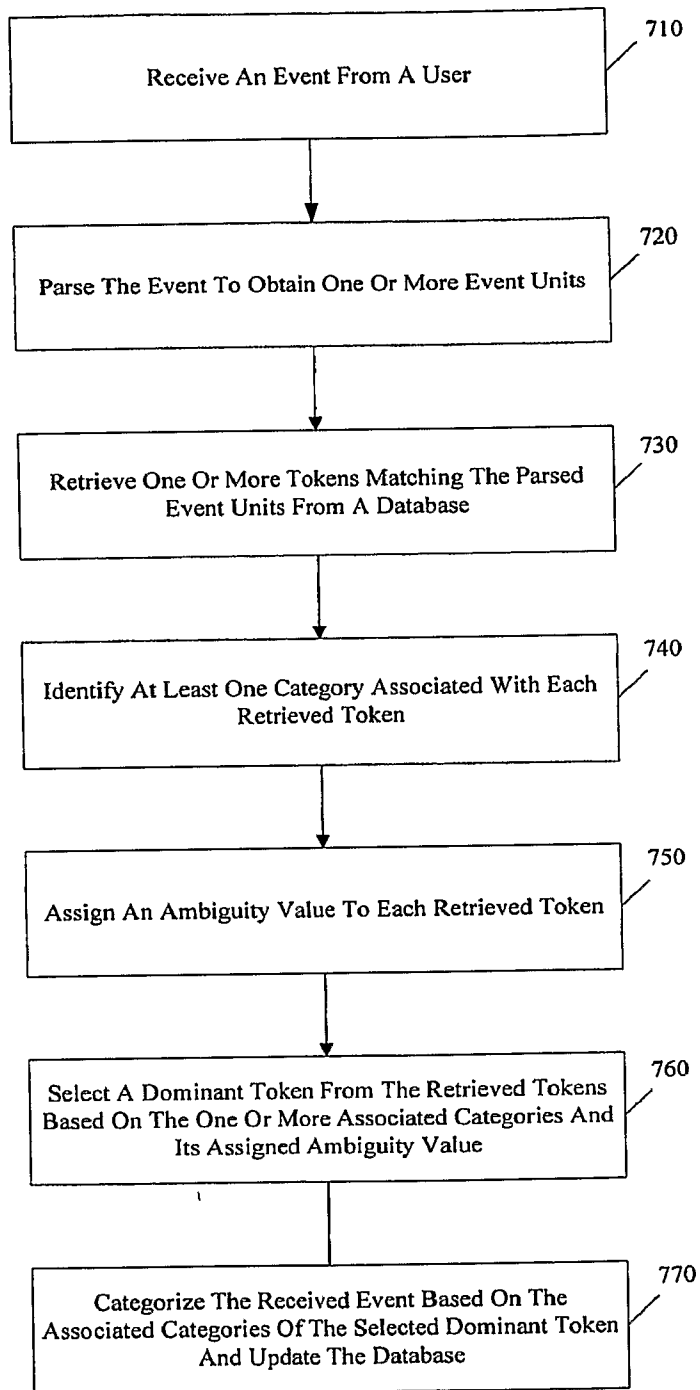 710
Receive An Event From A User
720
Parse The Event To Obtain One Or More Event Units
730
Retrieve One Or More Tokens Matching The Parsed
Event Units From A Database
740
Identify At Least One Category Associated With Each
Retrieved Token
750
Assign An Ambiguity Value To Each Retrieved Token
760
Select A Dominant Token From The Retrieved Tokens
Based On The One Or More Associated Categories And
Its Assigned Ambiguity Value
770
Categorize The Received Event Based On The
Associated Categories Of The Selected Dominant Token
And Update The Database